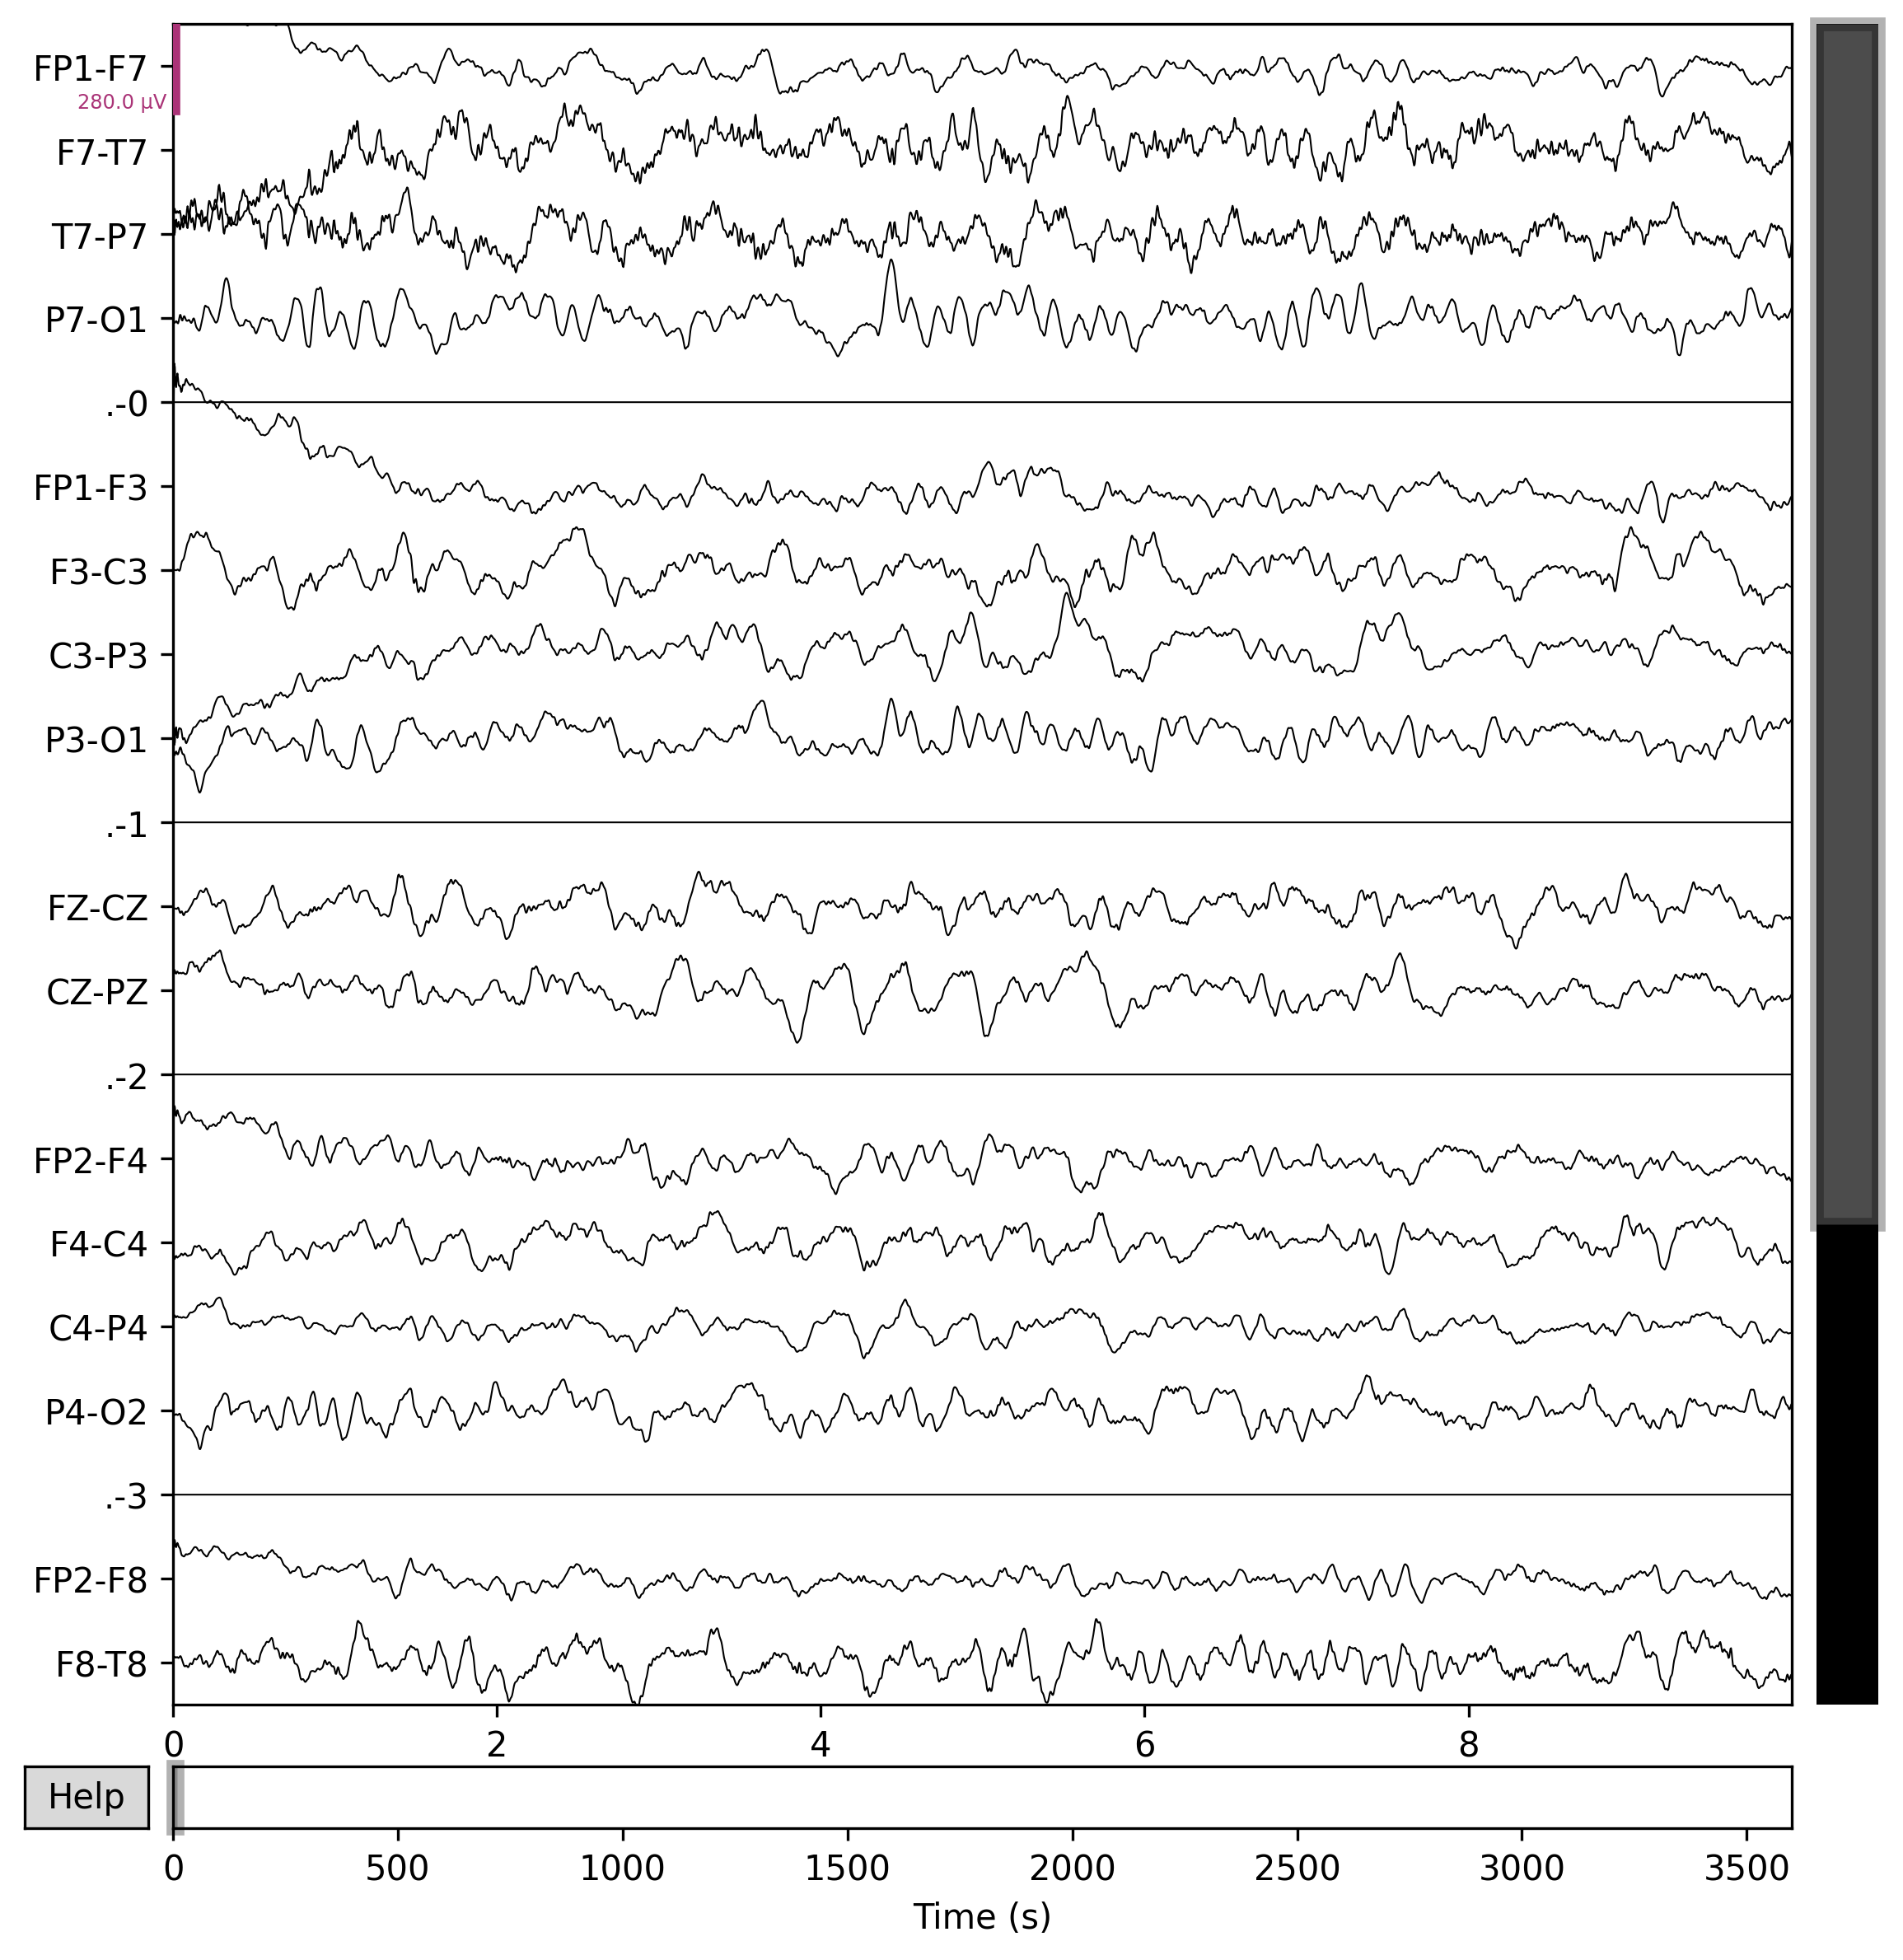 FP1-F7
280.0 µV
F7-T7
T7-P7
P7-O1
.-0
FP1-F3
F3-C3
C3-P3
P3-O1
.-1
FZ-CZ
CZ-PZ
.-2
FP2-F4
F4-C4
C4-P4
P4-O2
.-3
FP2-F8
F8-T8
0 2 4 6 8
Help
0 500 1000 1500 2000 2500 3000 3500
Time (s)